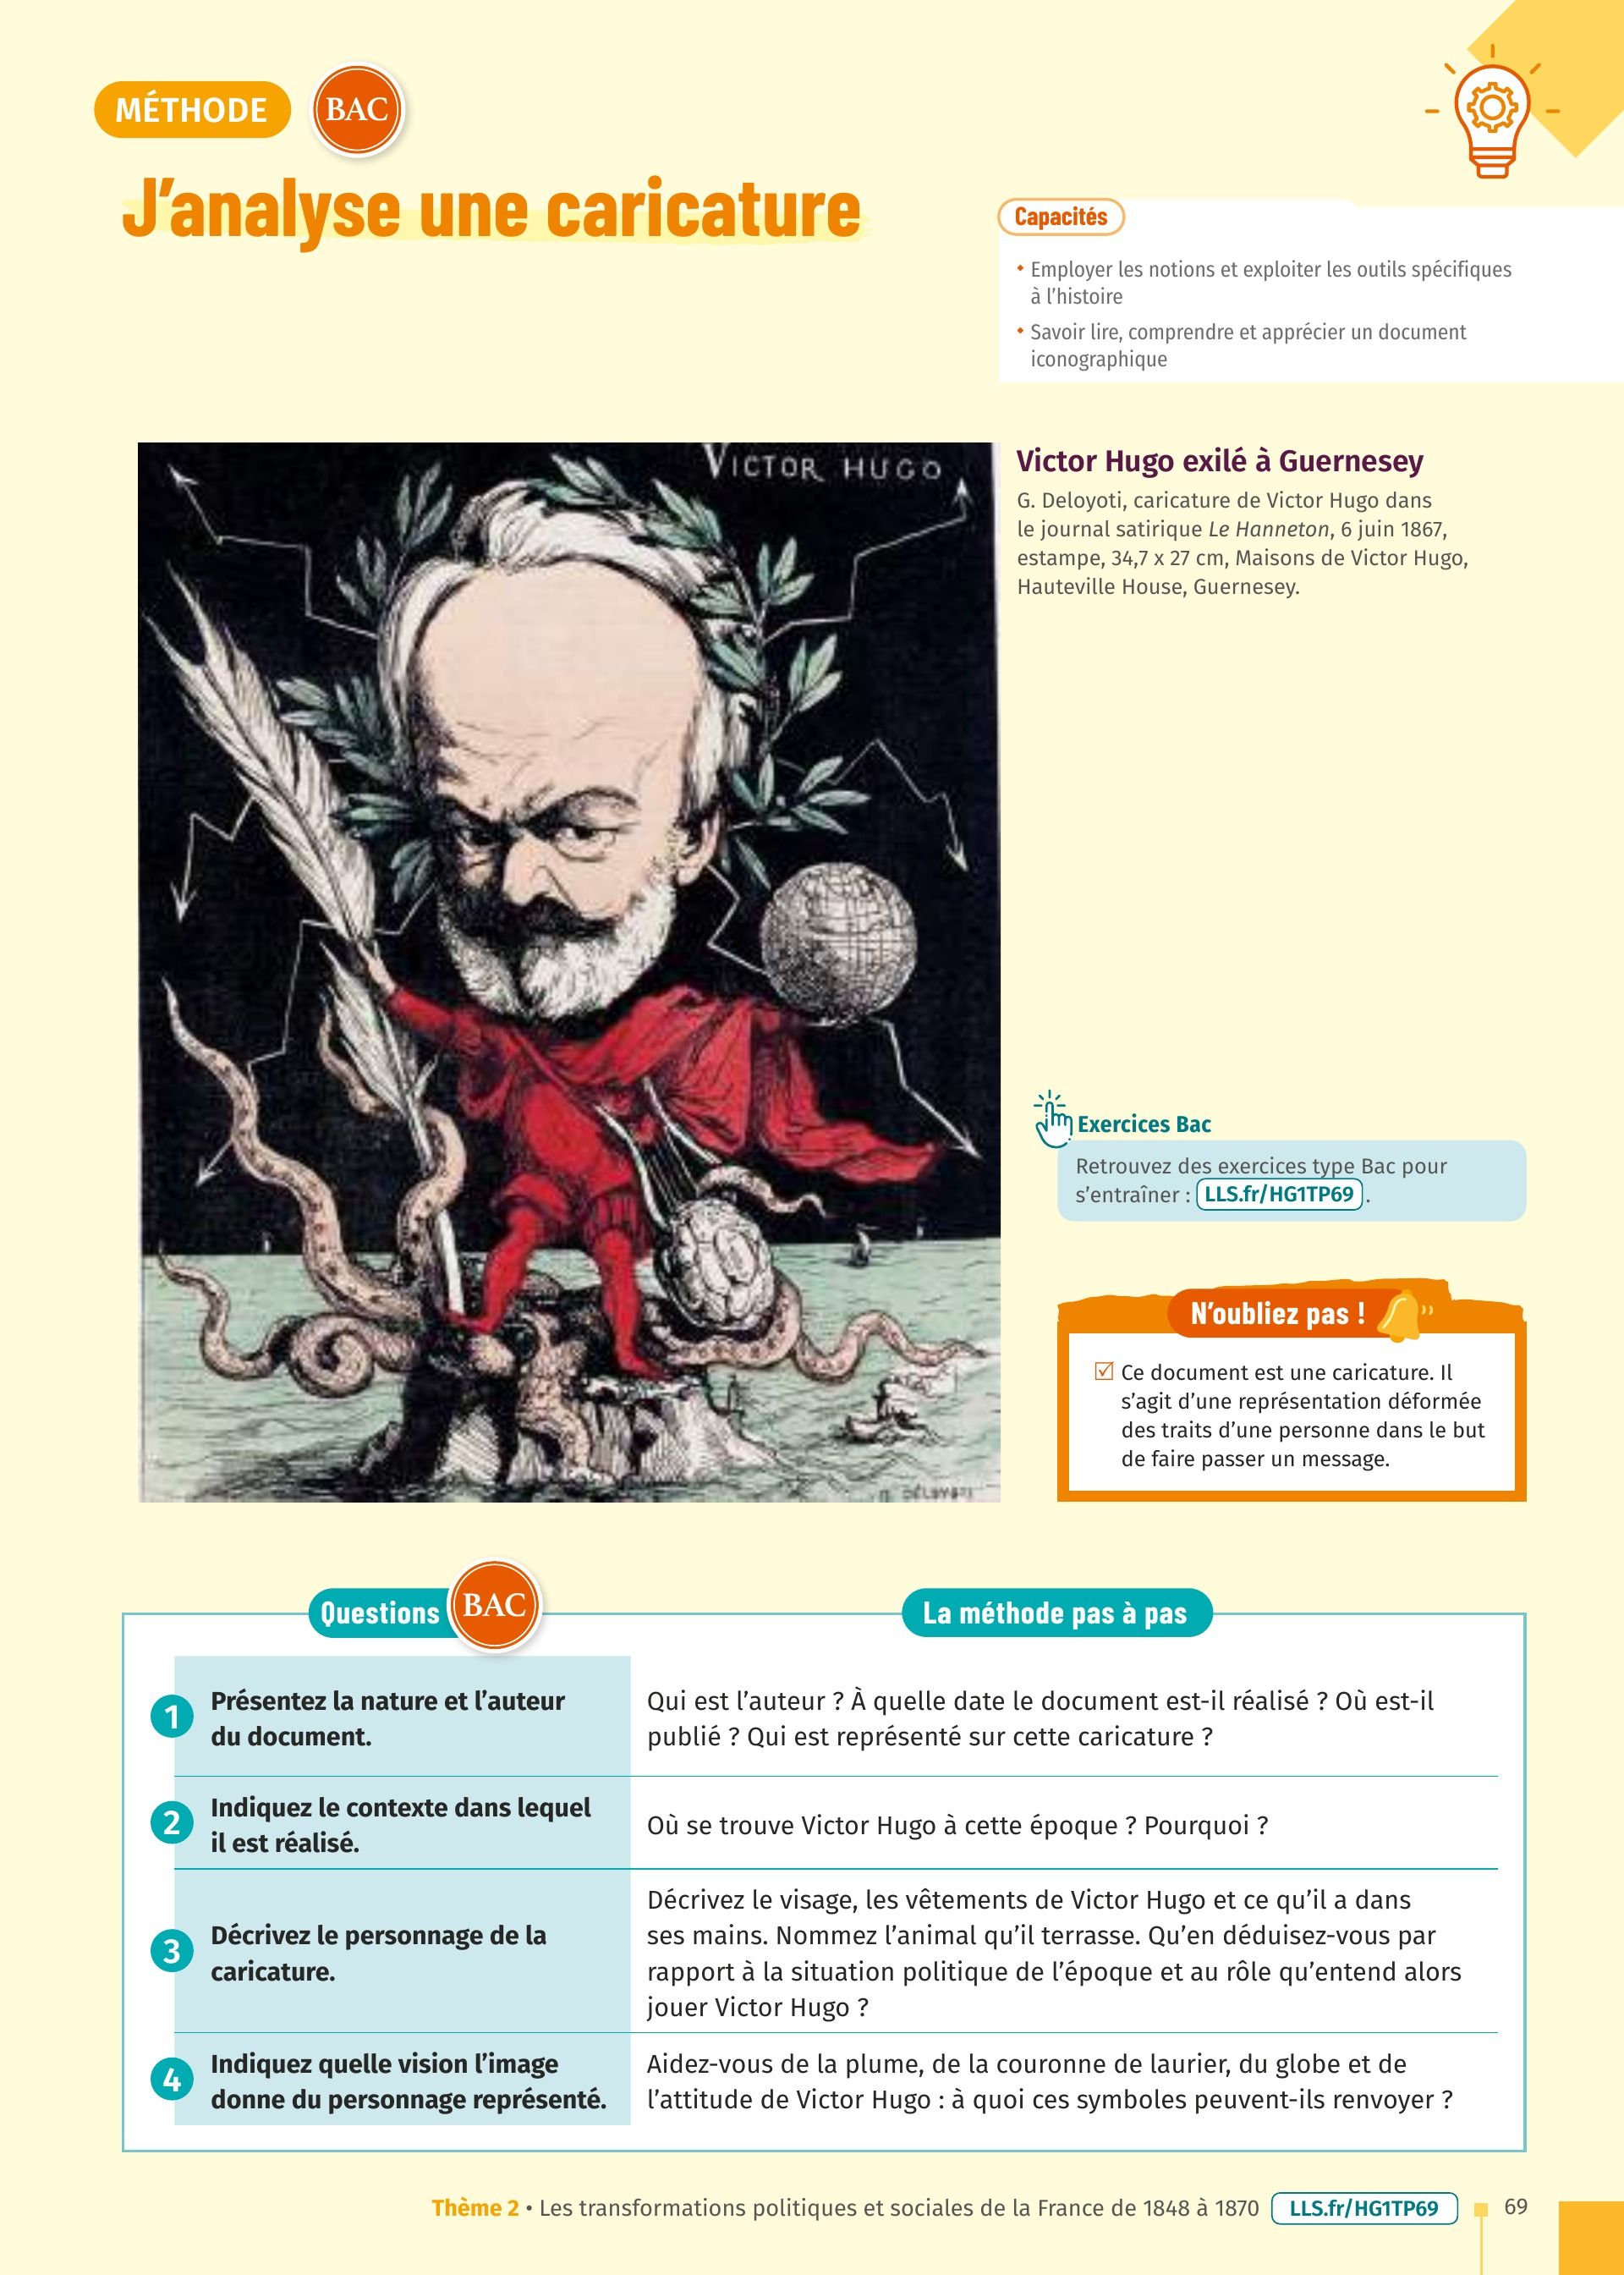 MÉTHODE
BAC
J'analyse une caricature
Capacités
• Employer les notions et exploiter les outils spécifiques
à l'histoire
• Savoir lire, comprendre et apprécier un document
iconographique
VICTOR HUGO
Victor Hugo exilé à Guernesey
G. Deloyoti, caricature de Victor Hugo dans
le journal satirique Le Hanneton, 6 juin 1867,
estampe, 34,7 x 27 cm, Maisons de Victor Hugo,
Hauteville House, Guernesey.
Exercices Bac
Retrouvez des exercices type Bac pour
s'entraîner : LLS.fr/HG1TP69 .
N'oubliez pas !
Ce document est une caricature. Il
s'agit d'une représentation déformée
des traits d'une personne dans le but
de faire passer un message.
Questions BAC
La méthode pas à pas
1 Présentez la nature et l'auteur
du document.
Qui est l'auteur ? À quelle date le document est-il réalisé ? Où est-il
publié ? Qui est représenté sur cette caricature ?
2 Indiquez le contexte dans lequel
il est réalisé.
Où se trouve Victor Hugo à cette époque ? Pourquoi ?
3 Décrivez le personnage de la
caricature.
Décrivez le visage, les vêtements de Victor Hugo et ce qu'il a dans
ses mains. Nommez l'animal qu'il terrasse. Qu'en déduisez-vous par
rapport à la situation politique de l'époque et au rôle qu'entend alors
jouer Victor Hugo ?
4 Indiquez quelle vision l'image
donne du personnage représenté.
Aidez-vous de la plume, de la couronne de laurier, du globe et de
l'attitude de Victor Hugo : à quoi ces symboles peuvent-ils renvoyer ?
Thème 2 • Les transformations politiques et sociales de la France de 1848 à 1870 LLS.fr/HG1TP69 69